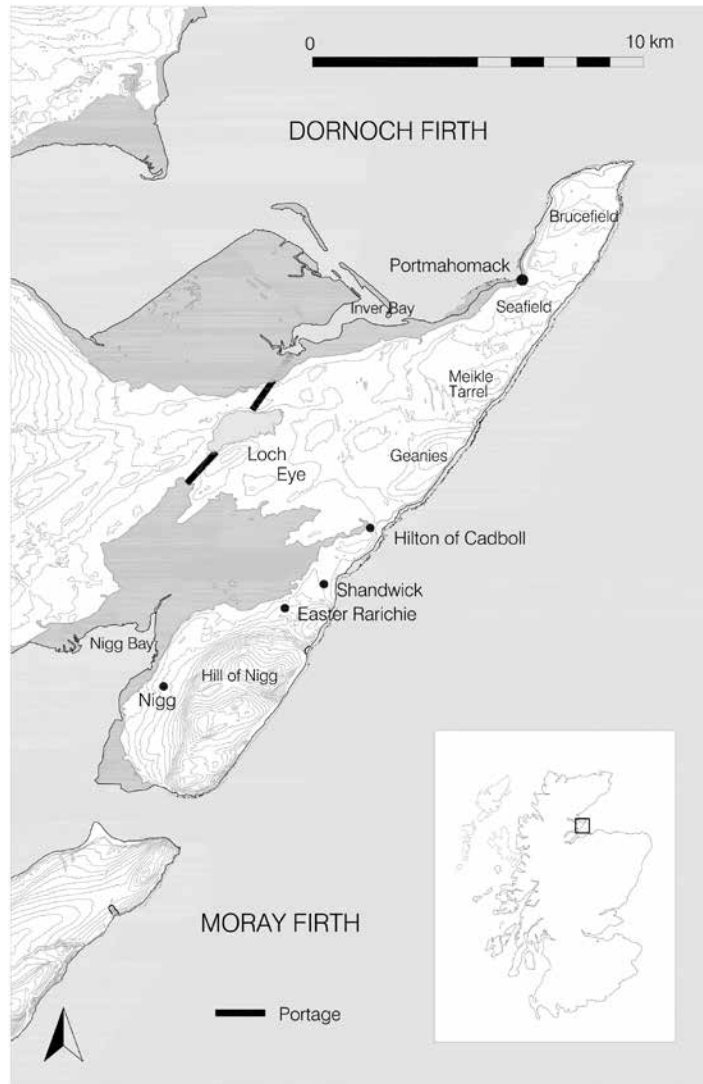 0 10 km
DORNOCH FIRTH
Brucefield
Portmahomack
Seafield
Inver Bay
Meikle
Tarrel
Loch
Eye
Geanies
Hilton of Cadboll
Shandwick
Easter Rarichie
Nigg Bay
Hill of Nigg
Nigg
MORAY FIRTH
Portage